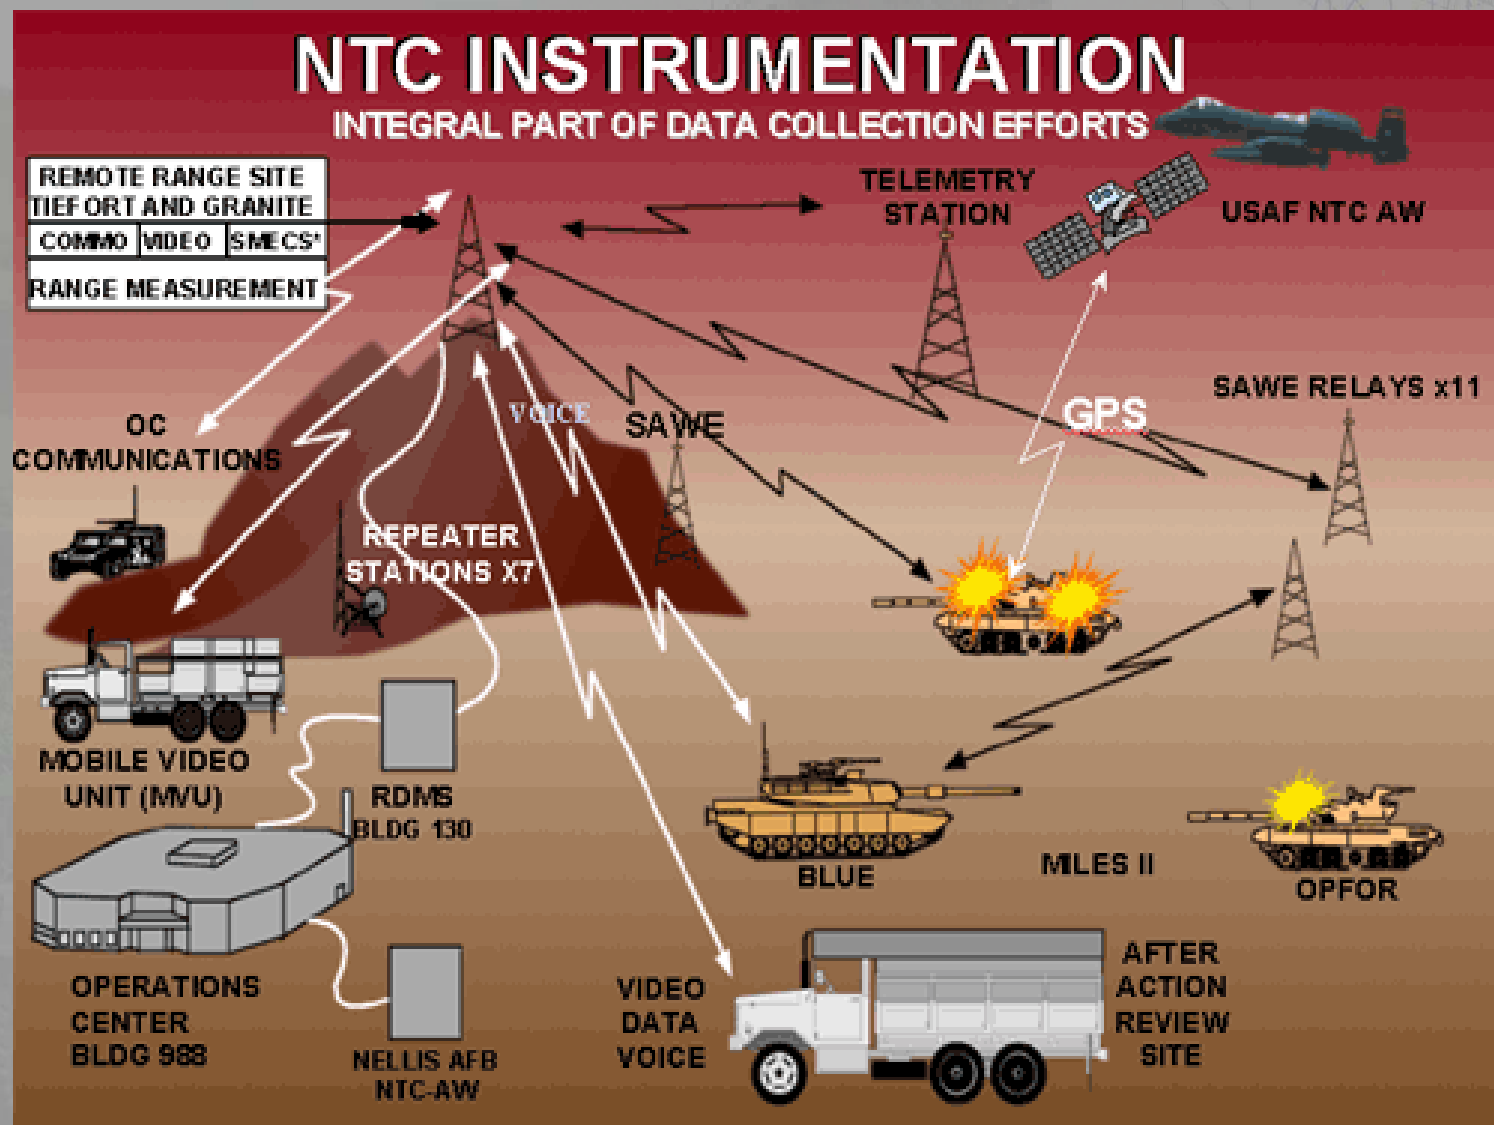 NTC INSTRUMENTATION
INTEGRAL PART OF DATA COLLECTION EFFORTS
REMOTE RANGE SITE
TIEFORT AND GRANITE
COMMO VIDEO SMECS*
RANGE MEASUREMENT
TELEMETRY
STATION
USAF NTC AW
SAWE RELAYS x11
GPS
VOICE
SAWE
OC
COMMUNICATIONS
REPEATER
STATIONS X7
MOBILE VIDEO
UNIT (MVU)
RDMS
BLDG 130
BLUE
MILES II
OPFOR
OPERATIONS
CENTER
BLDG 988
NELLIS AFB
NTC-AW
VIDEO
DATA
VOICE
AFTER
ACTION
REVIEW
SITE